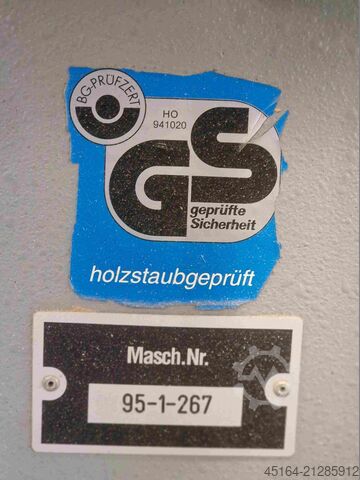 BG-PRÜFZERT
HO
941020
GS
geprüfte
Sicherheit
holzstaubgeprüft
Masch.Nr.
95-1-267
45164-21285912